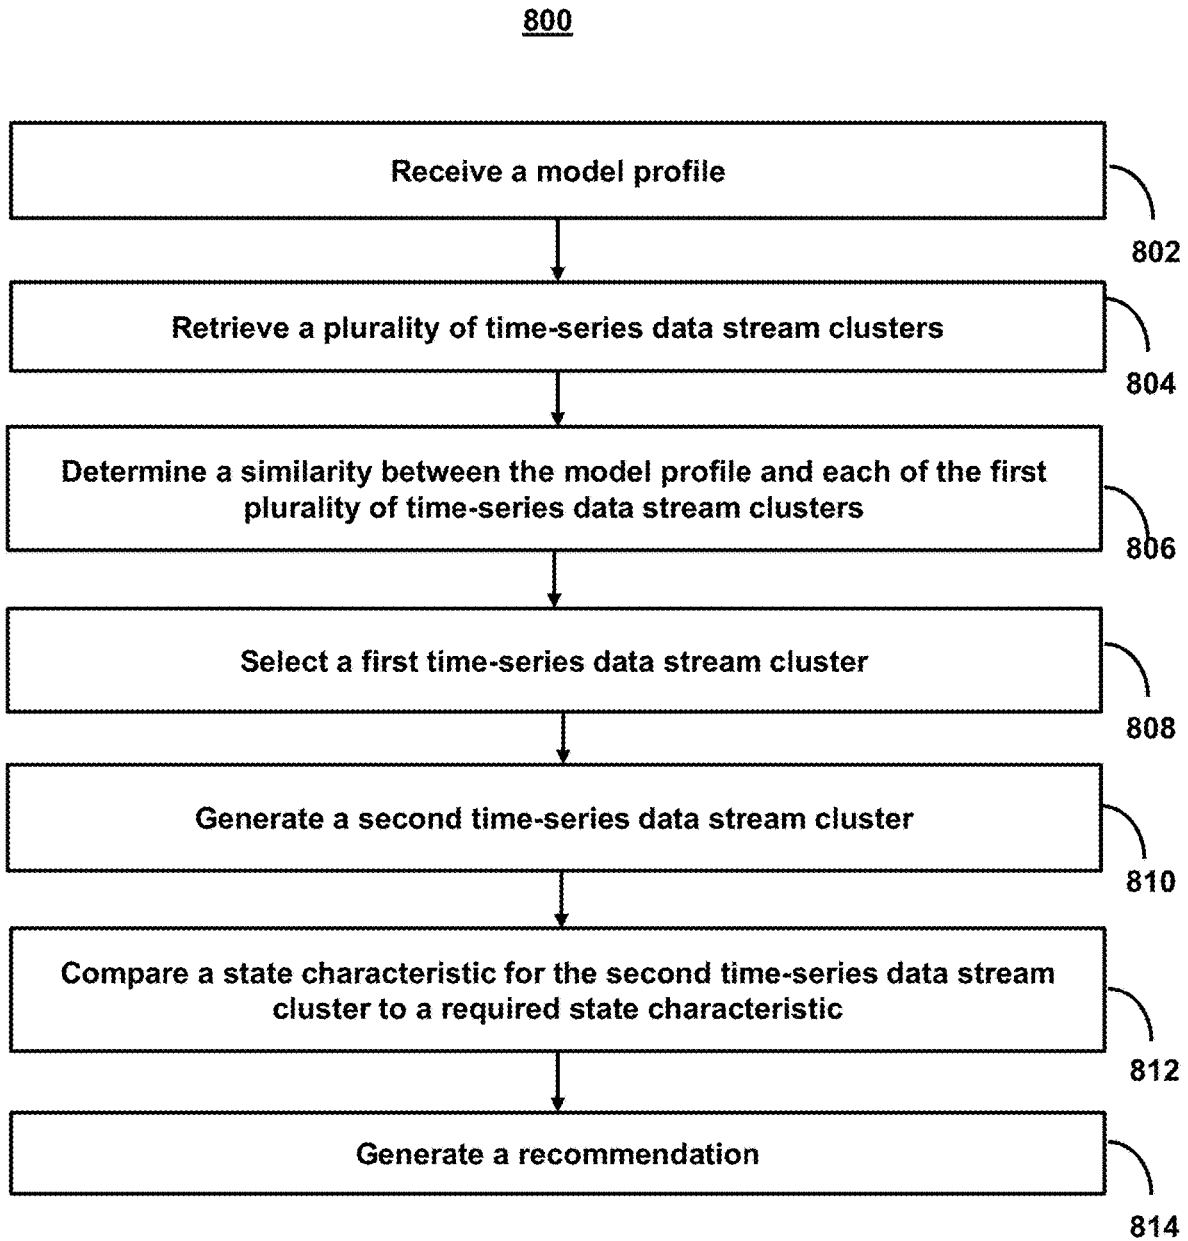 800
Receive a model profile
802
Retrieve a plurality of time-series data stream clusters
804
Determine a similarity between the model profile and each of the first
plurality of time-series data stream clusters
806
Select a first time-series data stream cluster
808
Generate a second time-series data stream cluster
810
Compare a state characteristic for the second time-series data stream
cluster to a required state characteristic
812
Generate a recommendation
814